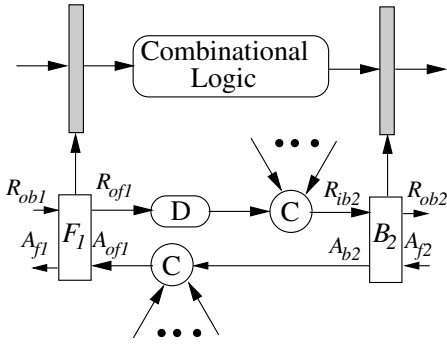 Combinational
Logic
R_ob1
R_of1
D
C
R_ib2
R_ob2
A_f1
F_1
A_of1
C
A_b2
B_2
A_f2